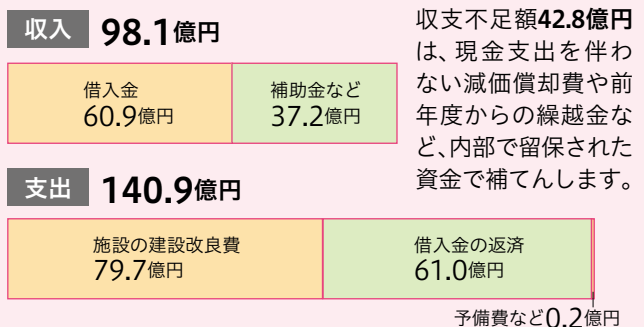 収入 98.1億円
借入金
60.9億円
補助金など
37.2億円
収支不足額42.8億円
は、現金支出を伴わ
ない減価償却費や前
年度からの繰越金な
ど、内部で留保された
資金で補てんします。
支出 140.9億円
施設の建設改良費
79.7億円
借入金の返済
61.0億円
予備費など0.2億円